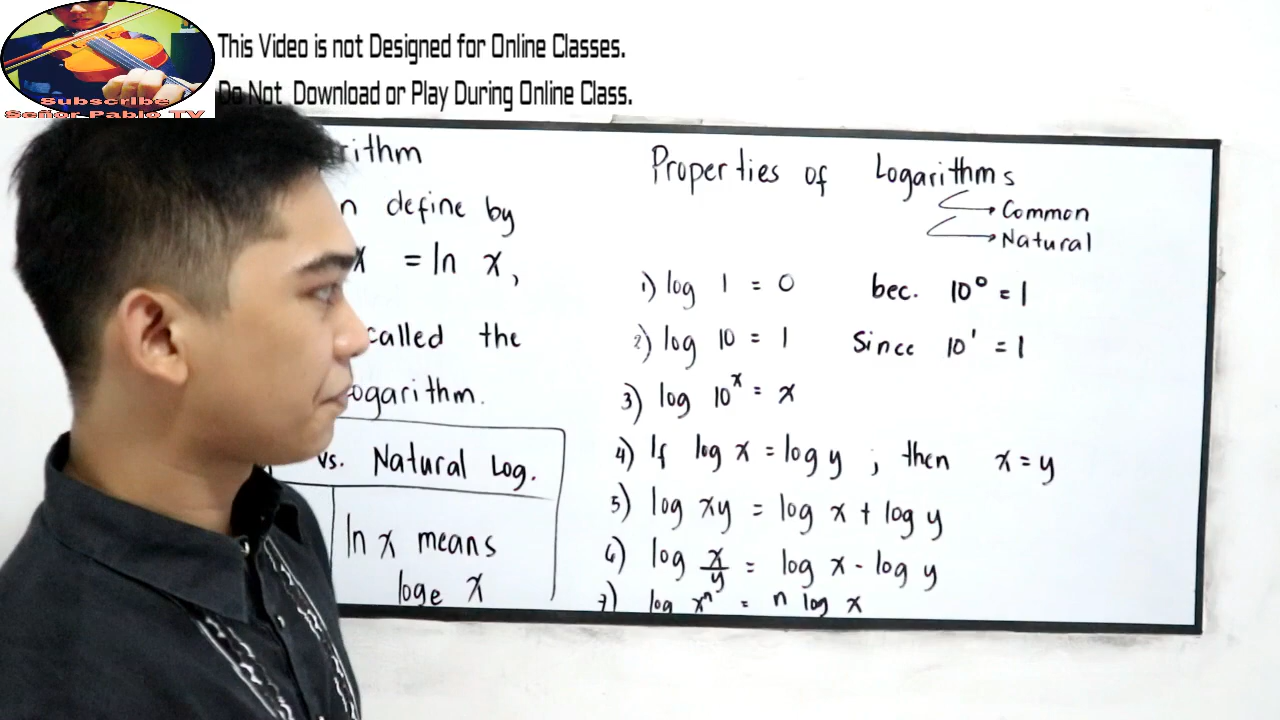 This Video is not Designed for Online Classes.
Do Not Download or Play During Online Class.
Subscribe
Señor Pablo TV
rithm
n define by
x = ln x,
called the
ogarithm.
vs. Natural Log.
ln x means
loge x
Properties of Logarithms
Common
Natural
1) log 1 = 0 bec. 10⁰ = 1
2) log 10 = 1 Since 10¹ = 1
3) log 10ˣ = x
4) If log x = log y ; then x = y
5) log xy = log x + log y
6) log x/y = log x - log y
7) log xⁿ = n log x